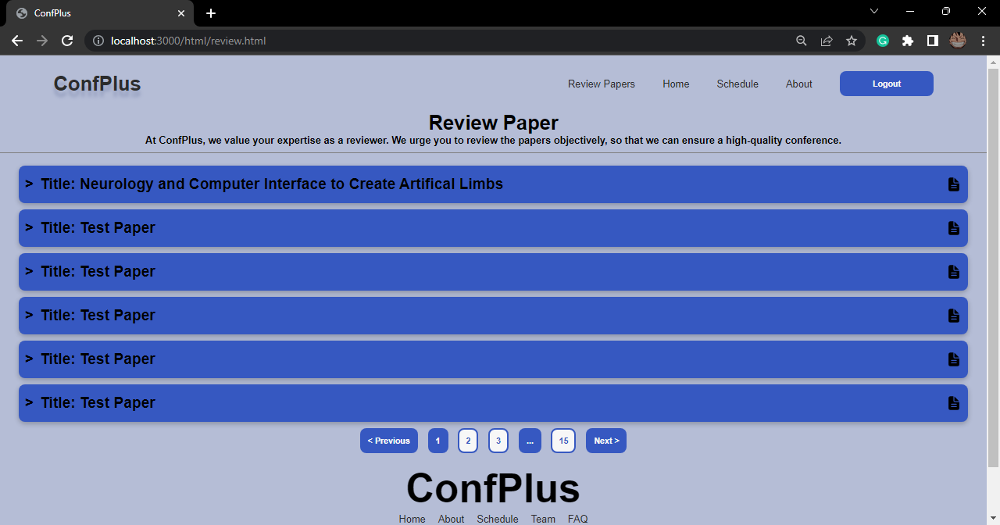 ConfPlus
localhost:3000/html/review.html
ConfPlus
Review Papers Home Schedule About Logout
Review Paper
At ConfPlus, we value your expertise as a reviewer. We urge you to review the papers objectively, so that we can ensure a high-quality conference.
> Title: Neurology and Computer Interface to Create Artifical Limbs
> Title: Test Paper
> Title: Test Paper
> Title: Test Paper
> Title: Test Paper
> Title: Test Paper
< Previous 1 2 3 ... 15 Next >
ConfPlus
Home About Schedule Team FAQ